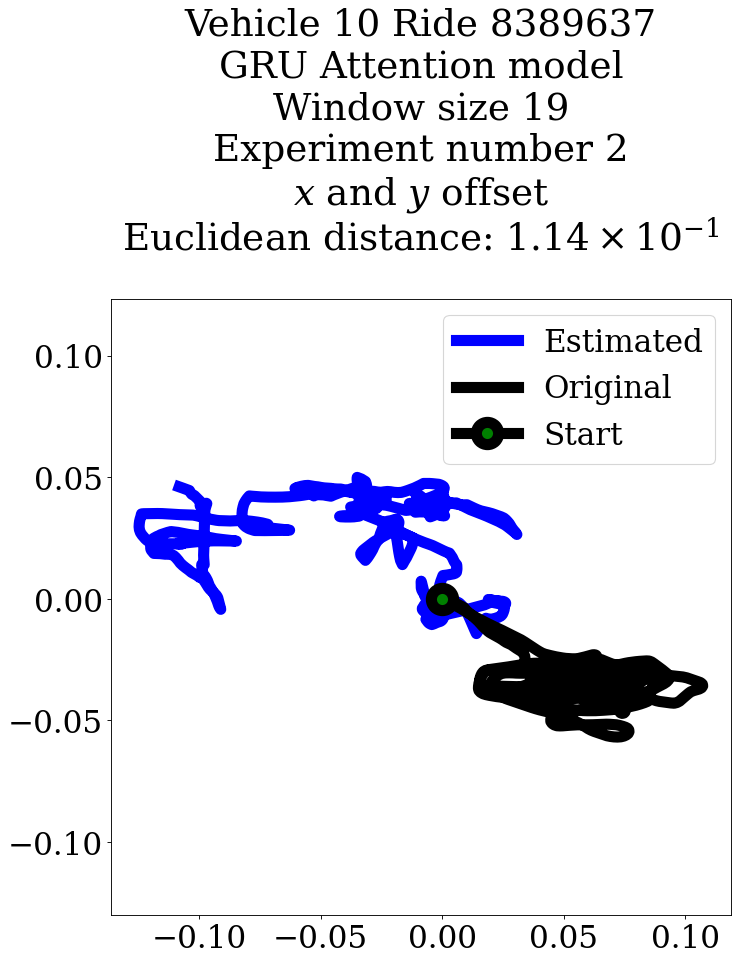 Vehicle 10 Ride 8389637
GRU Attention model
Window size 19
Experiment number 2
x and y offset
Euclidean distance: 1.14 × 10⁻¹
Estimated
Original
Start
0.10
0.05
0.00
−0.05
−0.10
−0.10 −0.05 0.00 0.05 0.10